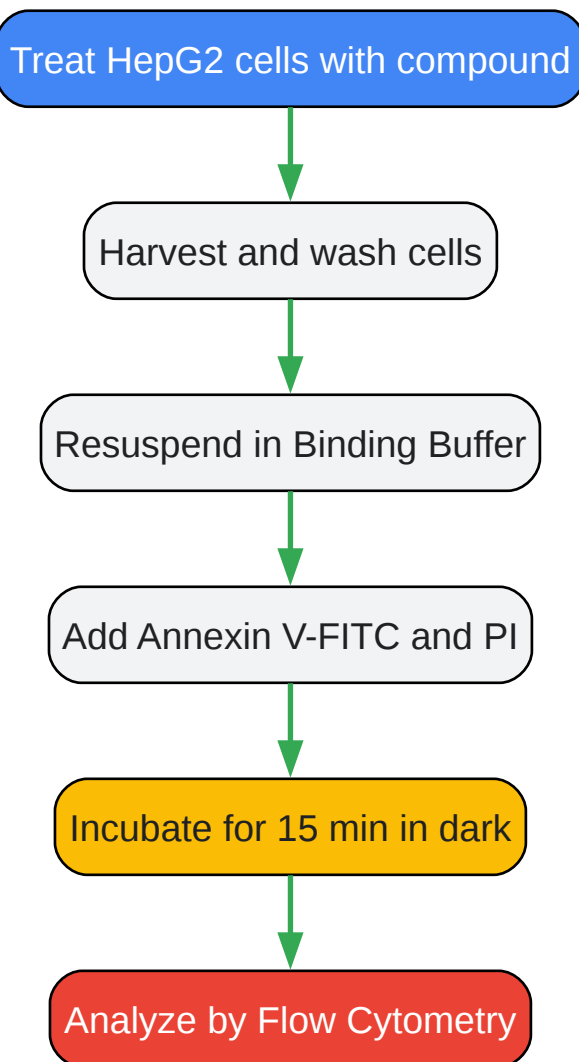 Treat HepG2 cells with compound
Harvest and wash cells
Resuspend in Binding Buffer
Add Annexin V-FITC and PI
Incubate for 15 min in dark
Analyze by Flow Cytometry